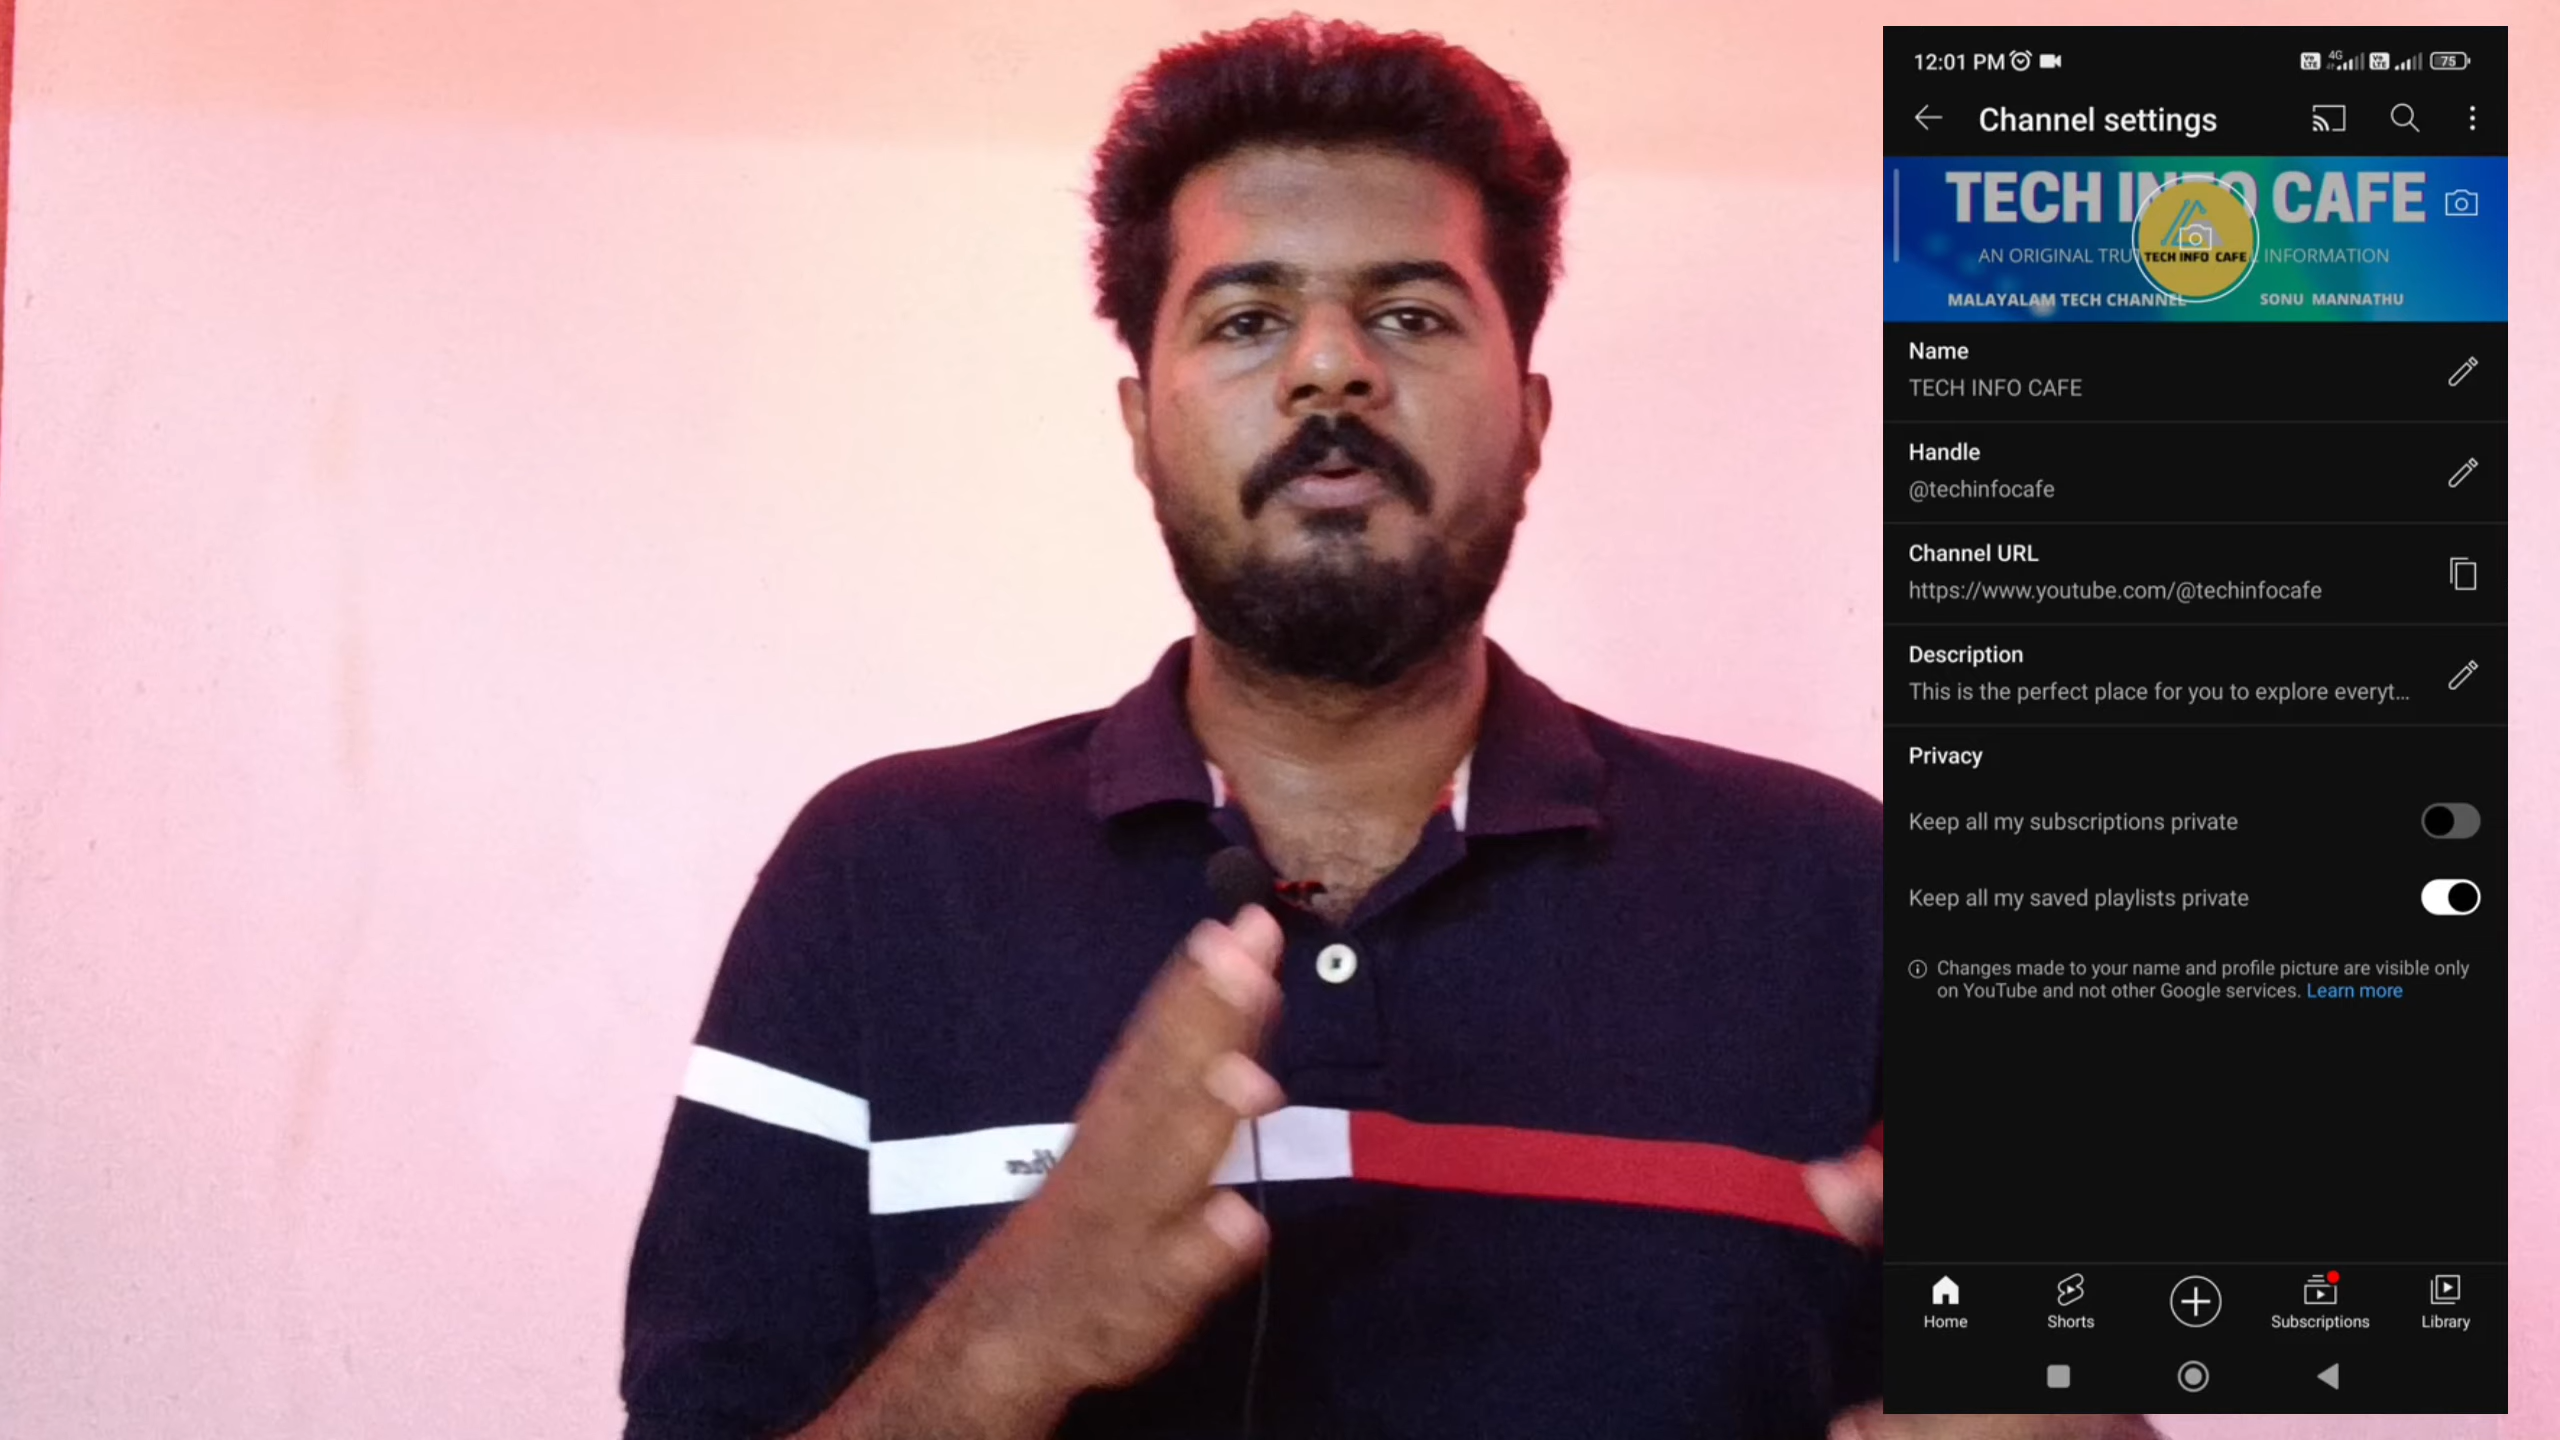 12:01 PM
4G
75
Channel settings
TECH INFO CAFE
AN ORIGINAL INFORMATION
TECH INFO CAFE
MALAYALAM TECH CHANNEL
SONU MANNATHU
Name
TECH INFO CAFE
Handle
@techinfocafe
Channel URL
https://www.youtube.com/@techinfocafe
Description
This is the perfect place for you to explore everyt...
Privacy
Keep all my subscriptions private
Keep all my saved playlists private
Changes made to your name and profile picture are visible only
on YouTube and not other Google services. Learn more
Home
Shorts
Subscriptions
Library